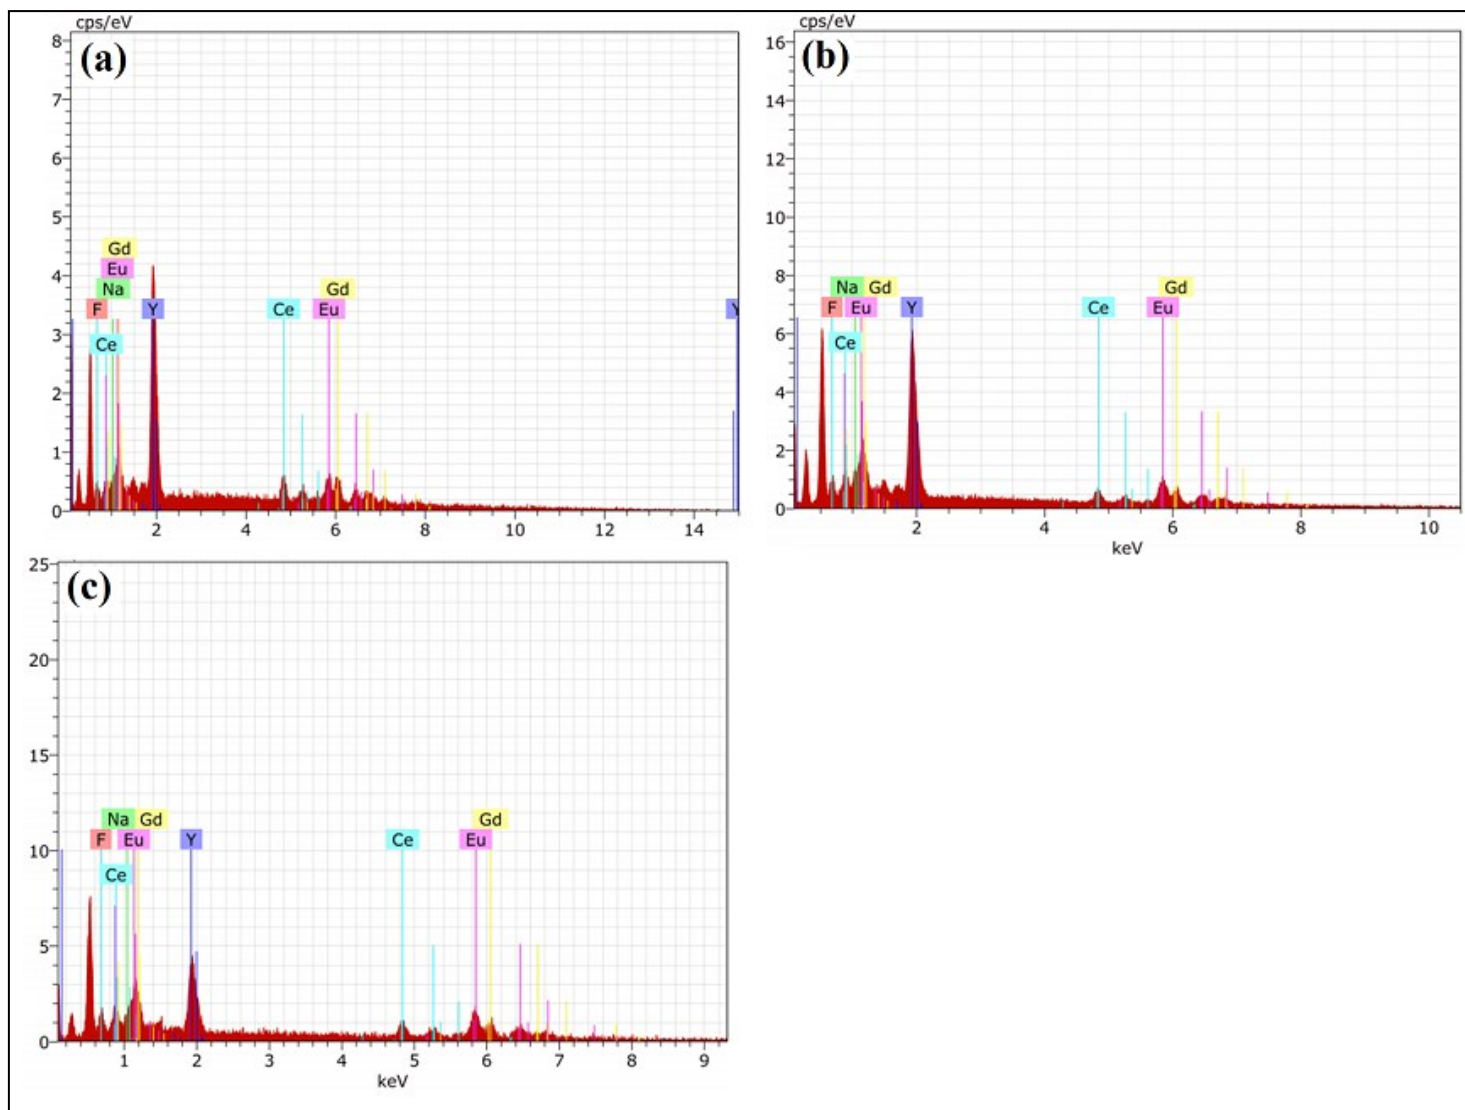 cps/eV
(a)
8
7
6
5
4
3
2
1
0
Gd
Eu
Na
F
Y
Ce
Ce
Gd
Eu
Y
2 4 6 8 10 12 14
cps/eV
(b)
16
14
12
10
8
6
4
2
0
Na Gd
F Eu Y
Ce
Ce
Gd
Eu
2 4 6 8 10
keV
(c)
25
20
15
10
5
0
Na Gd
F Eu Y
Ce
Ce
Gd
Eu
1 2 3 4 5 6 7 8 9
keV